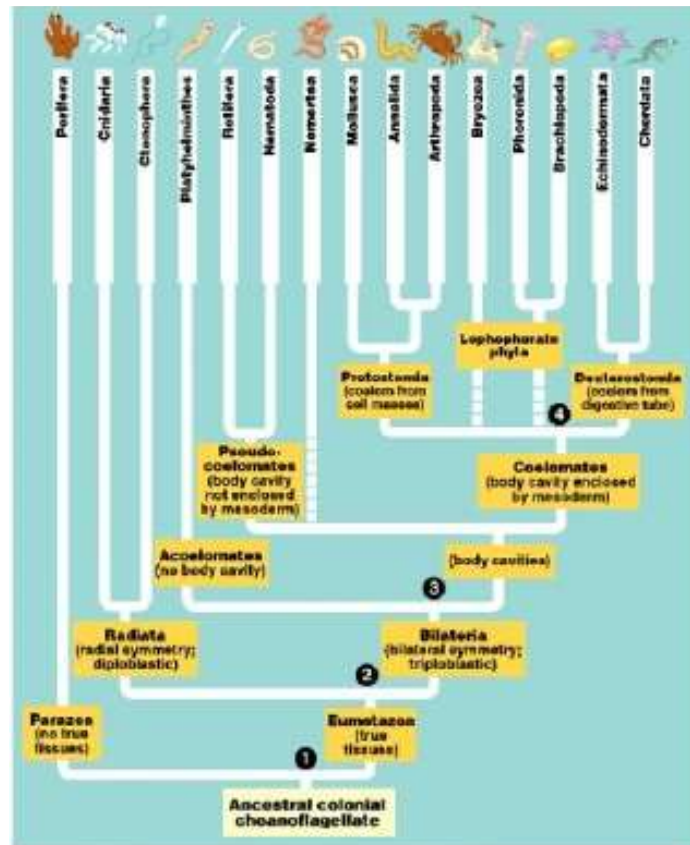 Porifera
Cnidaria
Ctenophora
Platyhelminthes
Rotifera
Nematoda
Nemertea
Mollusca
Annelida
Arthropoda
Bryozoa
Phoronida
Brachiopoda
Echinodermata
Chordata
Lophophorate
phyla
Protostomia
(coelom from
cell masses)
Deuterostomia
(coelom from
digestive tube)
4
Pseudo-
coelomates
(body cavity
not enclosed
by mesoderm)
Coelomates
(body cavity enclosed
by mesoderm)
Acoelomates
(no body cavity)
(body cavities)
3
Radiata
(radial symmetry;
diploblastic)
Bilateria
(bilateral symmetry;
triploblastic)
2
Parazoa
(no true
tissues)
Eumetazoa
(true
tissues)
1
Ancestral colonial
choanoflagellate